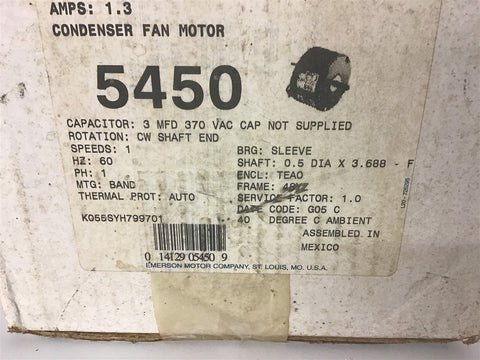 AMPS: 1.3
CONDENSER FAN MOTOR
5450
CAPACITOR: 3 MFD 370 VAC CAP NOT SUPPLIED
ROTATION: CW SHAFT END
SPEEDS: 1
BRG: SLEEVE
HZ: 60
SHAFT: 0.5 DIA X 3.688 - F
PH: 1
ENCL: TEAO
MTG: BAND
FRAME: 48YZ
THERMAL PROT: AUTO
SERVICE FACTOR: 1.0
DATE CODE: G05 C
K055SYH799701
40 DEGREE C AMBIENT
ASSEMBLED IN
MEXICO
0 14129 05450 9
EMERSON MOTOR COMPANY, ST. LOUIS, MO. U.S.A.